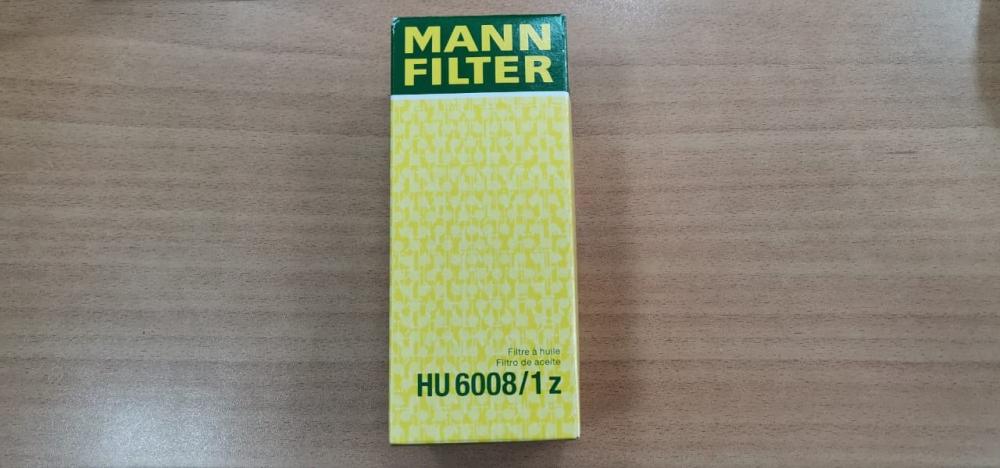 MANN
FILTER
Filtre à huile
Filtro de aceite
HU 6008/1 z